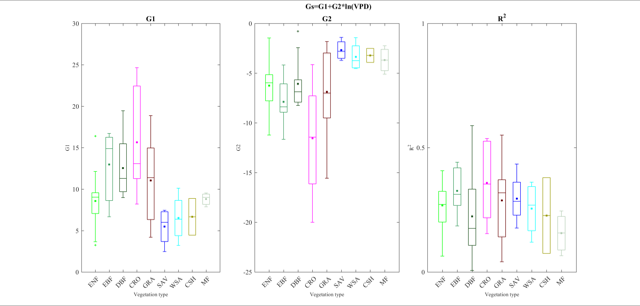 Gs=G1+G2*ln(VPD)
G1
G2
R²
30
25
20
15
10
5
0
G1
ENF
EBF
DBF
CRO
GRA
SAV
WSA
CSH
MF
Vegetation type
0
-5
-10
-15
-20
-25
G2
ENF
EBF
DBF
CRO
GRA
SAV
WSA
CSH
MF
Vegetation type
1
0.5
0
R²
ENF
EBF
DBF
CRO
GRA
SAV
WSA
CSH
MF
Vegetation type